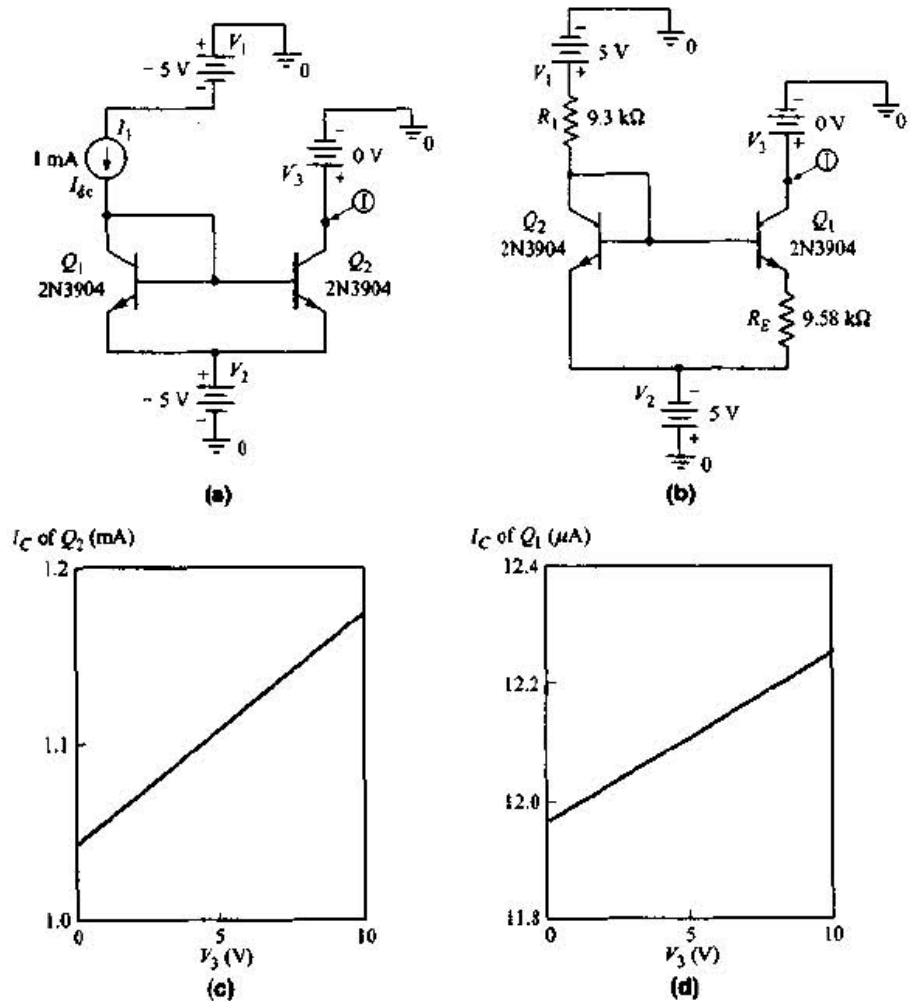 + V1
− 5 V
−
0
I1
1 mA
Idc
−
0 V
V3
+
0
I
Q1
2N3904
Q2
2N3904
+ V2
− 5 V
−
0
(a)
−
5 V
V1 +
0
R1 9.3 kΩ
−
0 V
V3
+
0
I
Q2
2N3904
Q1
2N3904
RE 9.58 kΩ
V2 −
5 V
+
0
(b)
IC of Q2 (mA)
1.2
1.1
1.0
0 5 10
V3 (V)
(c)
IC of Q1 (μA)
12.4
12.2
12.0
11.8
0 5 10
V3 (V)
(d)